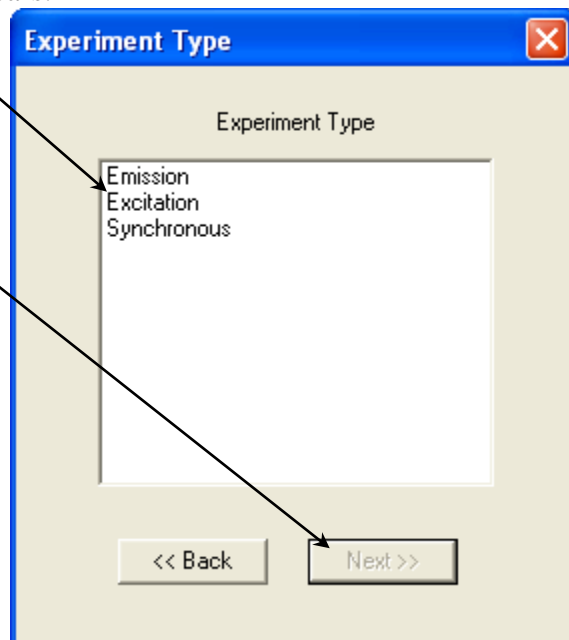 Experiment Type
Experiment Type
Emission
Excitation
Synchronous
<< Back
Next >>